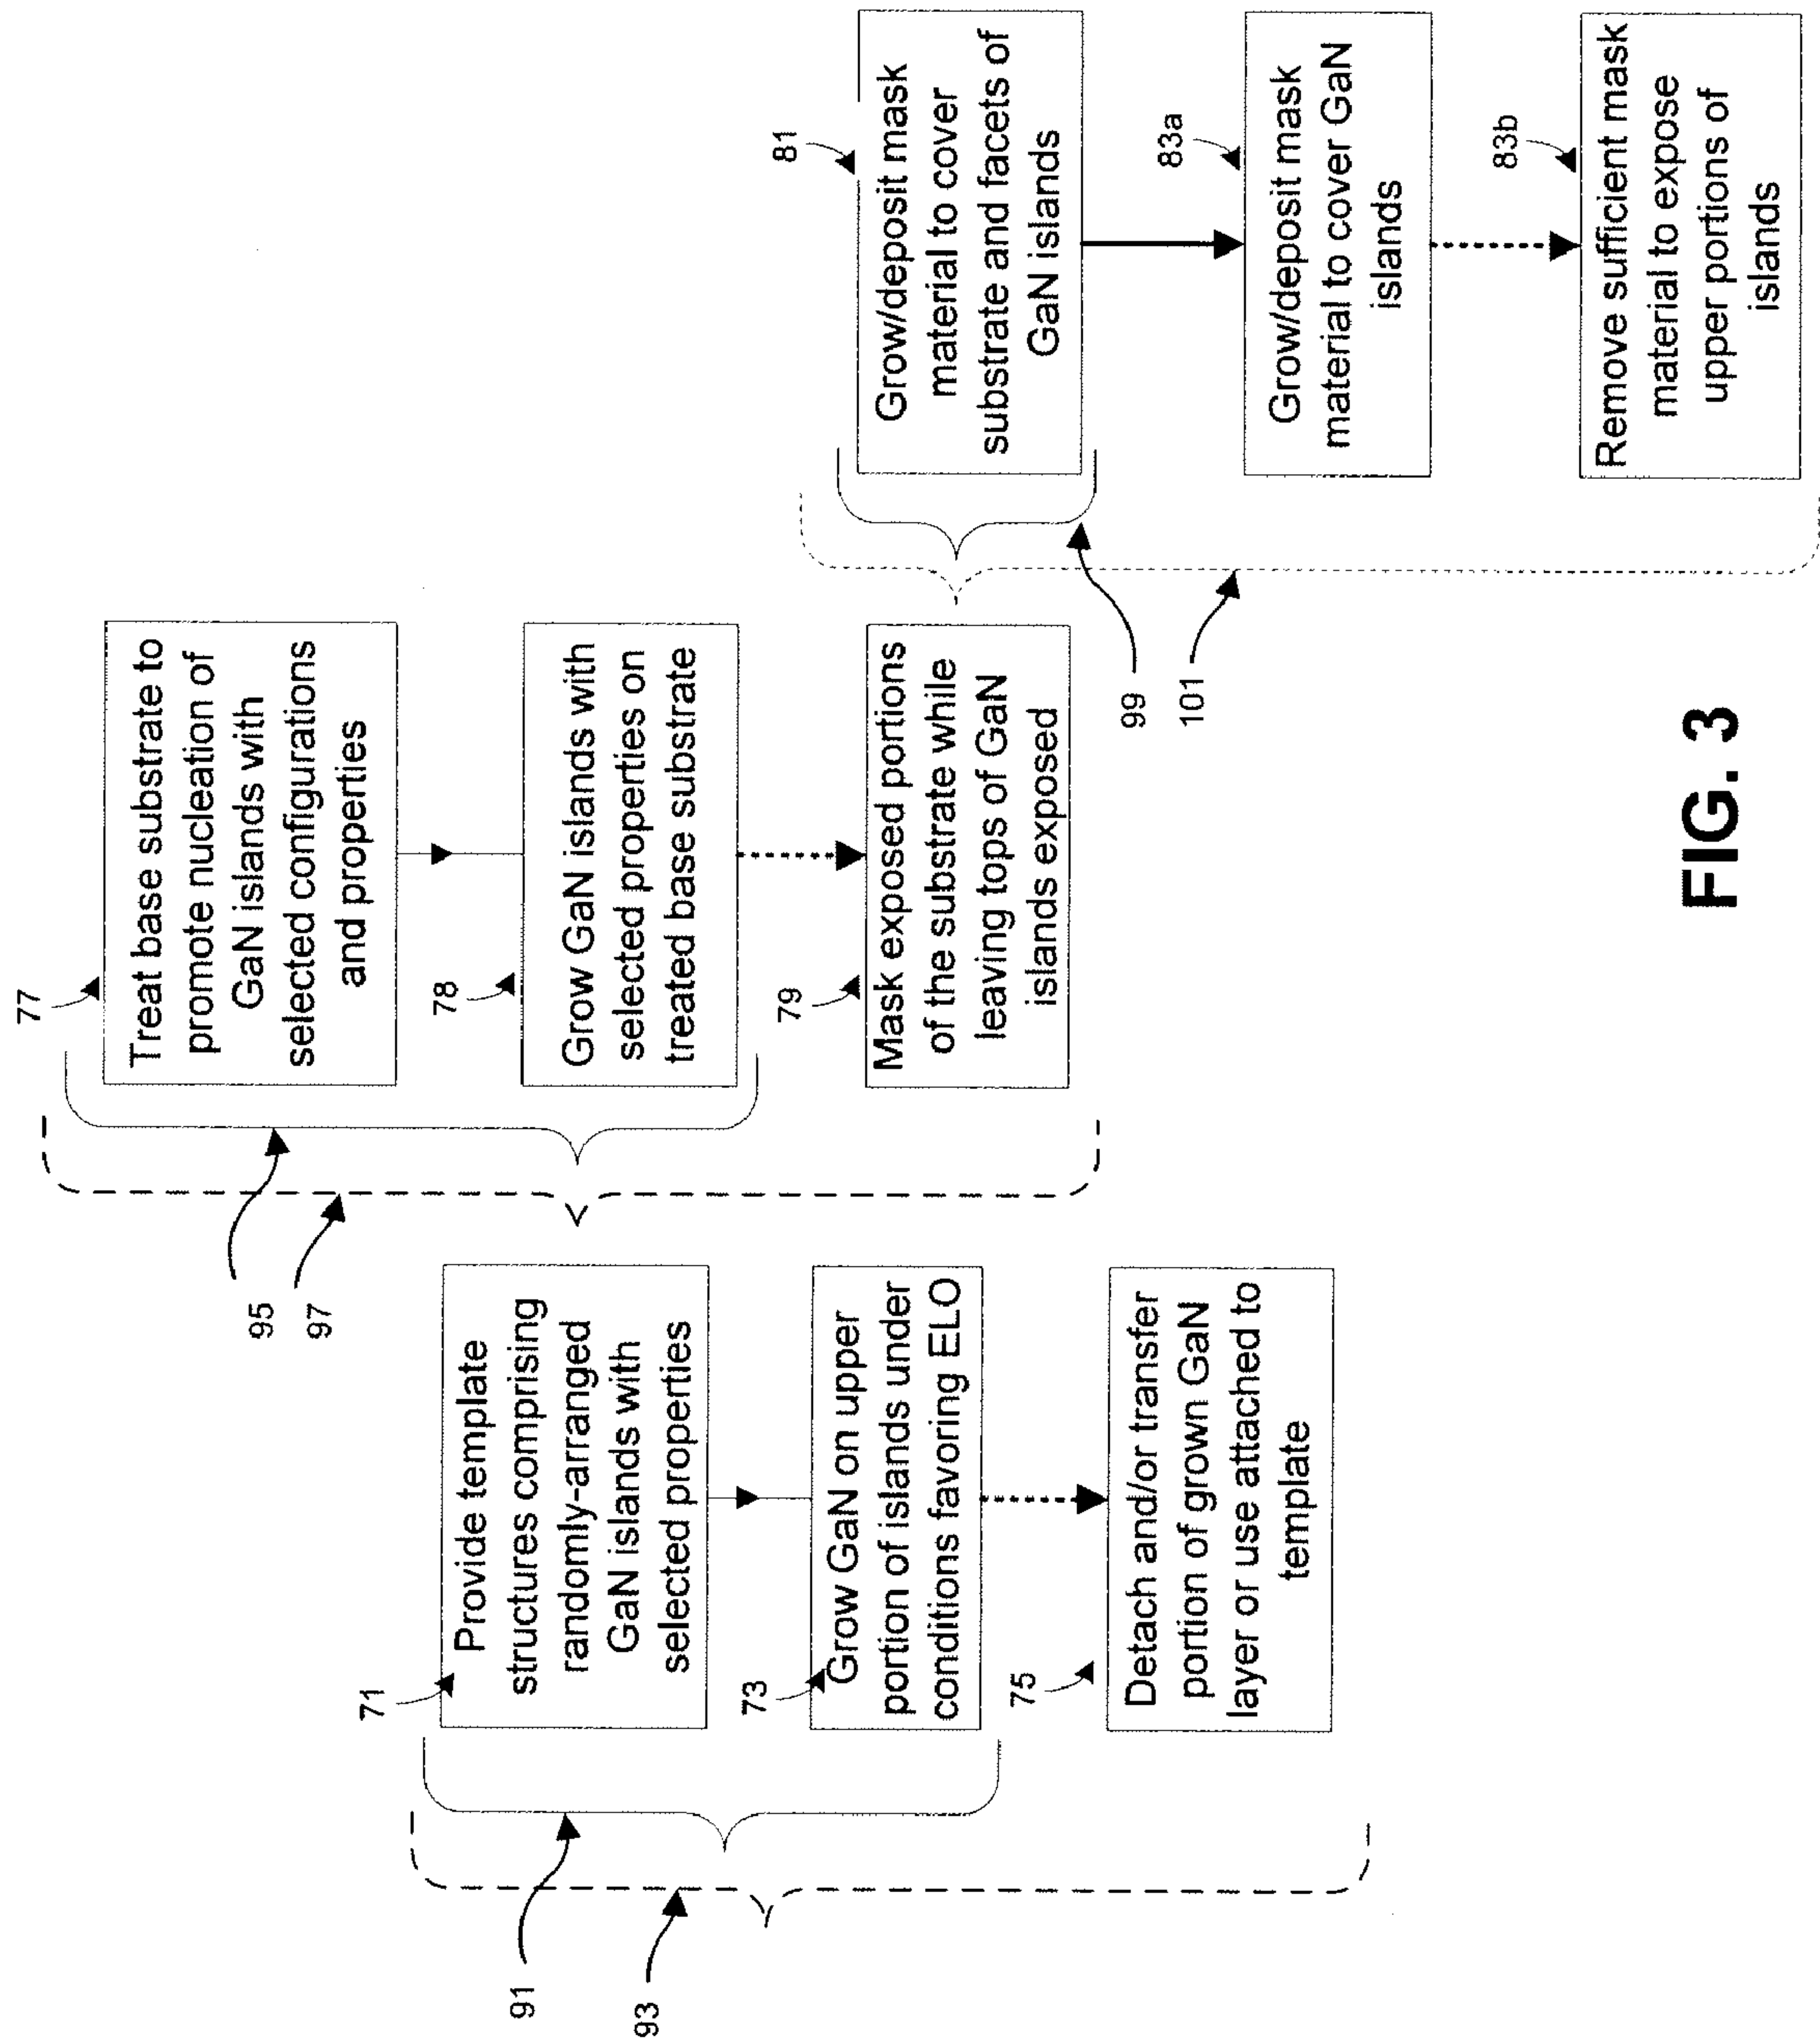 77
Treat base substrate to
promote nucleation of
GaN islands with
selected configurations
and properties
78
Grow GaN islands with
selected properties on
treated base substrate
79
Mask exposed portions
of the substrate while
leaving tops of GaN
islands exposed
95
97
71
Provide template
structures comprising
randomly-arranged
GaN islands with
selected properties
73
Grow GaN on upper
portion of islands under
conditions favoring ELO
75
Detach and/or transfer
portion of grown GaN
layer or use attached to
template
91
93
81
Grow/deposit mask
material to cover
substrate and facets of
GaN islands
83a
Grow/deposit mask
material to cover GaN
islands
83b
Remove sufficient mask
material to expose
upper portions of
islands
99
101
FIG. 3